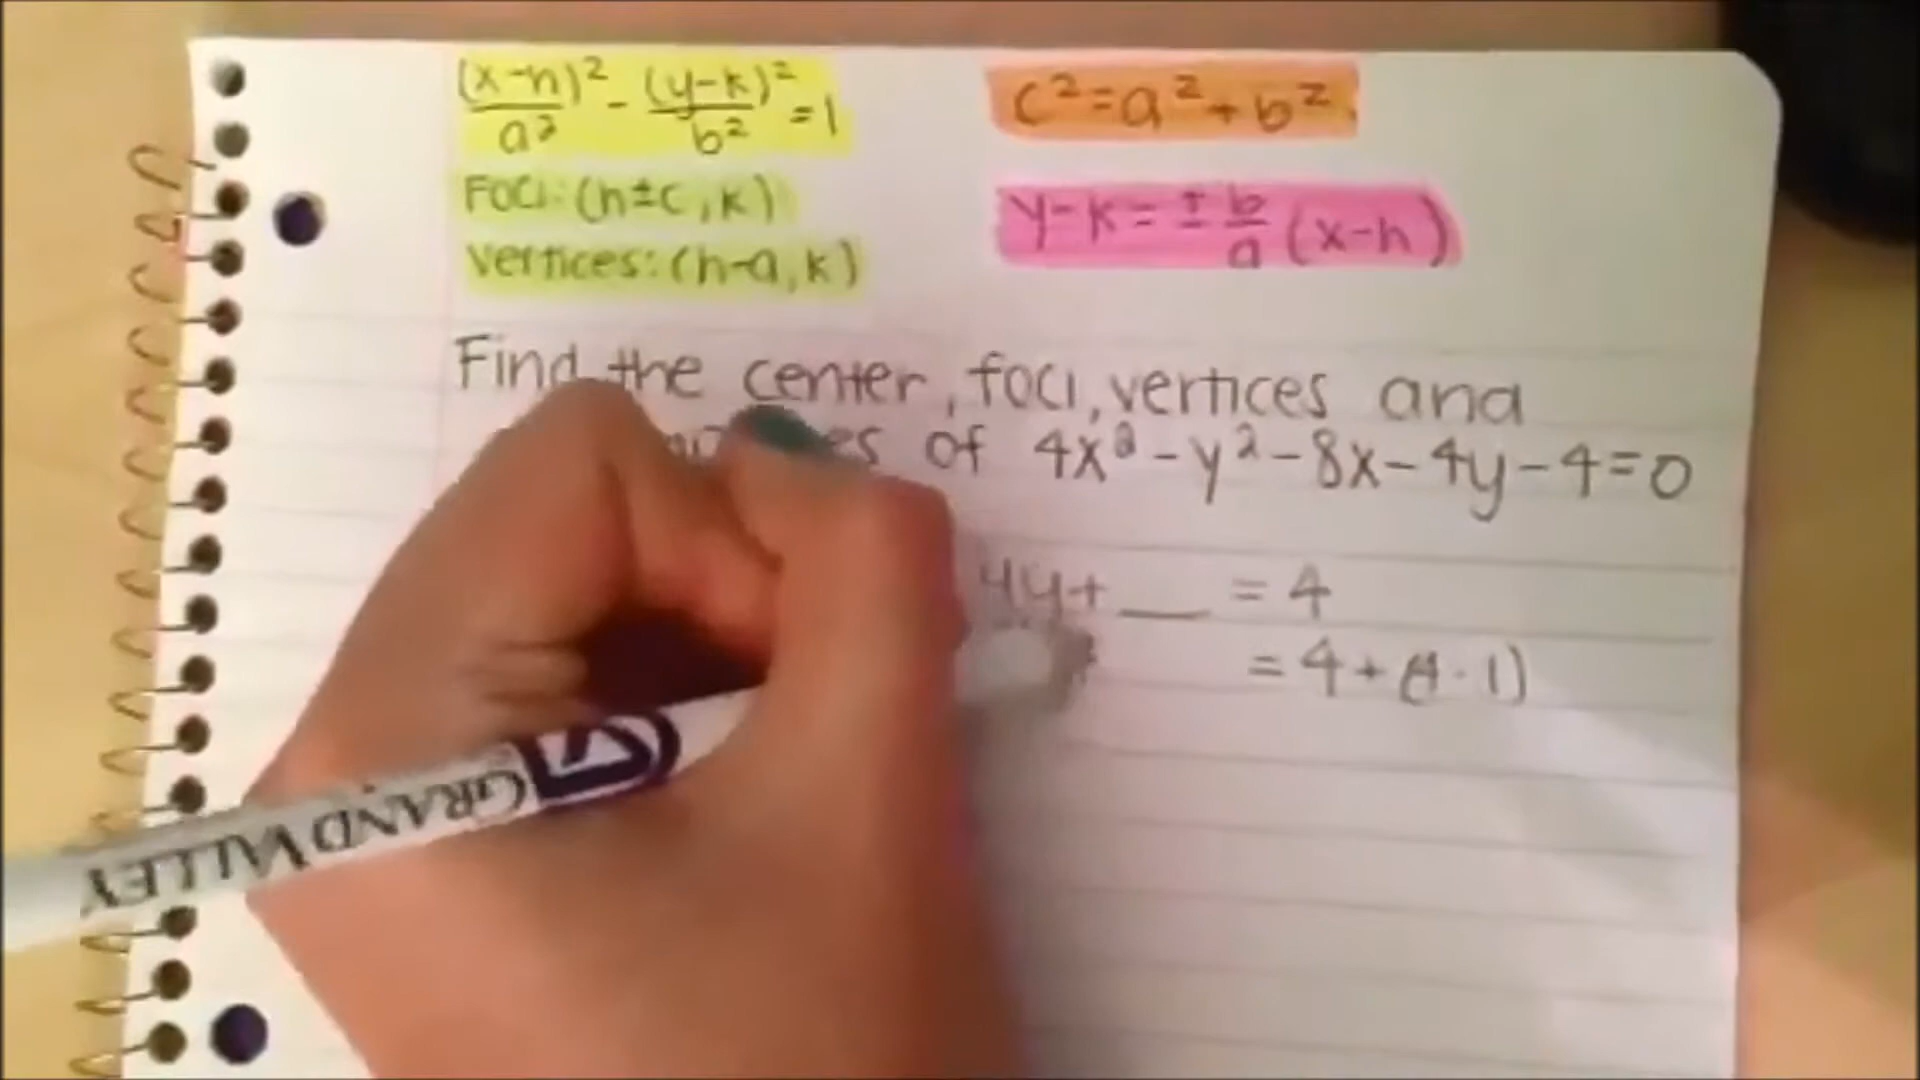 (x-h)²/a² - (y-k)²/b² = 1
c²=a²+b²
Foci: (h±c, k)
y-k= ± b/a (x-h)
vertices: (h-a, k)
Find the center, foci, vertices and
of 4x²-y²-8x-4y-4=0
4y+ __ = 4
= 4 + (4·1)
GRAND VALLEY